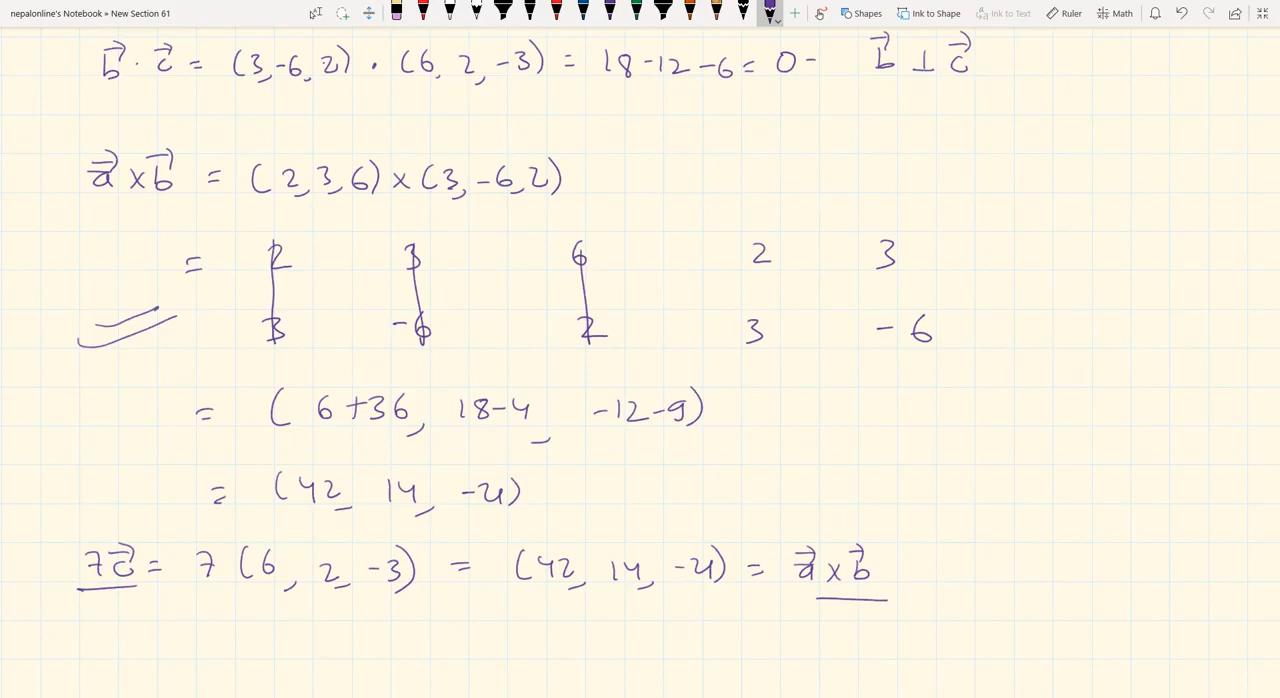 nepalonline's Notebook » New Section 61 Shapes Ink to Shape Ink to Text Ruler Math
b⃗ · c⃗ = (3, -6, 2) · (6, 2, -3) = 18 - 12 - 6 = 0 - b⃗ ⊥ c⃗
a⃗ × b⃗ = (2, 3, 6) × (3, -6, 2)
= 2 3 6 2 3
3 -6 2 3 -6
= (6+36, 18-4, -12-9)
= (42, 14, -21)
7c⃗ = 7 (6, 2, -3) = (42, 14, -21) = a⃗ × b⃗